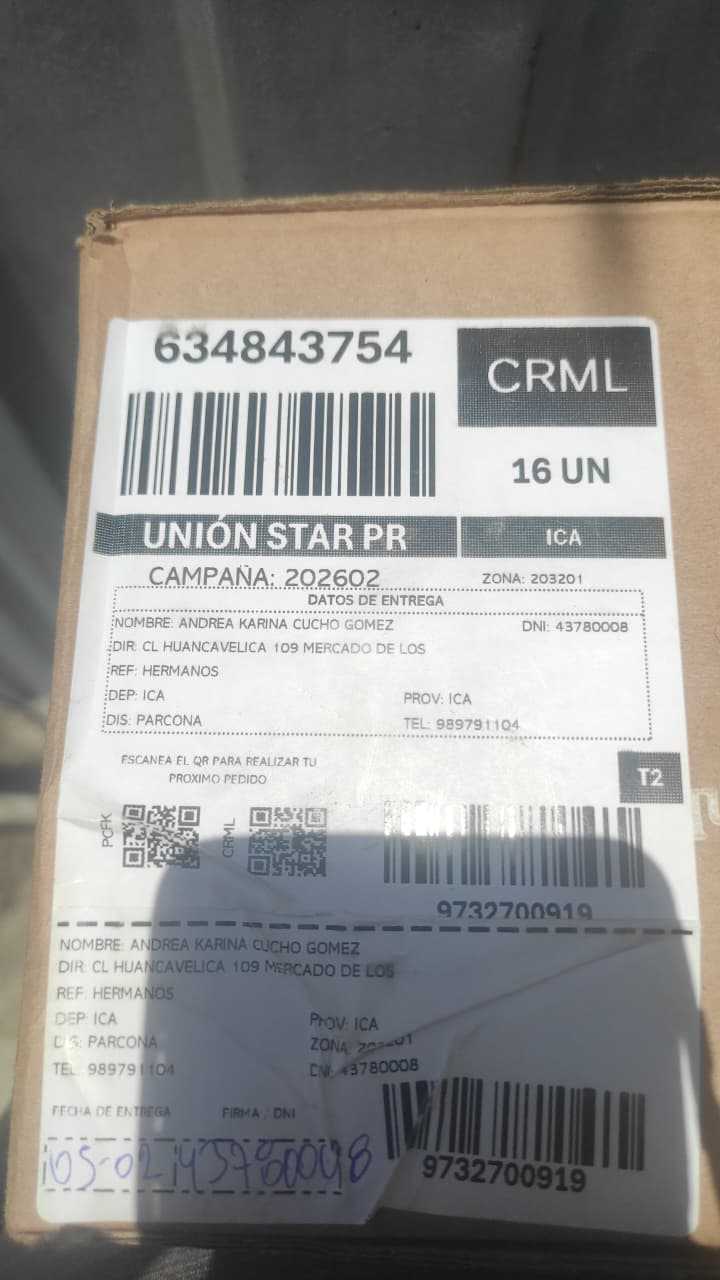 634843754
CRML
16 UN
UNIÓN STAR PR
ICA
CAMPAÑA: 202602
ZONA: 203201
DATOS DE ENTREGA
NOMBRE: ANDREA KARINA CUCHO GOMEZ DNI: 43780008
DIR: CL HUANCAVELICA 109 MERCADO DE LOS
REF: HERMANOS
DEP: ICA PROV: ICA
DIS: PARCONA TEL: 989791104
ESCANEA EL QR PARA REALIZAR TU
PROXIMO PEDIDO
T2
PCFK
CRML
9732700919
NOMBRE: ANDREA KARINA CUCHO GOMEZ
DIR: CL HUANCAVELICA 109 MERCADO DE LOS
REF: HERMANOS
DEP: ICA PROV: ICA
DIS: PARCONA ZONA:
TEL: 989791104 DNI: 43780008
FECHA DE ENTREGA FIRMA / DNI
05-02
9732700919